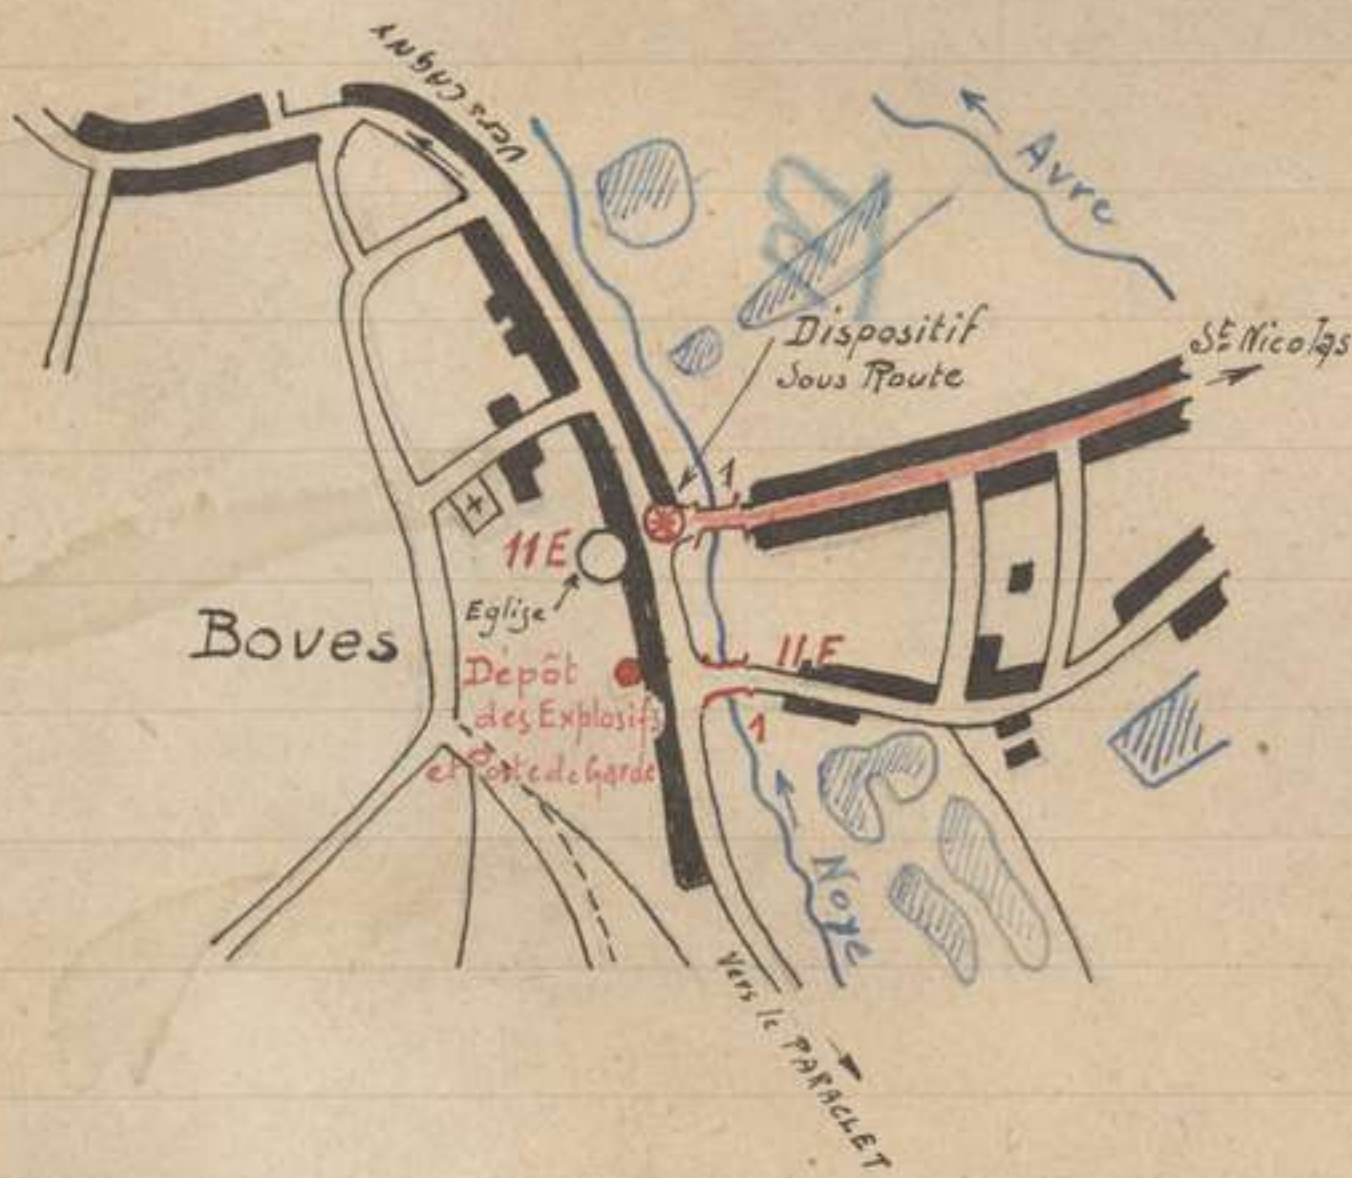 Vers CAGNY
Avre
Dispositif
Sous Route
St Nicolas
1
11E
Eglise
Boves
Dépôt
des Explosifs
et Poste de Garde
11 F
1
Noye
Vers le PARACLET